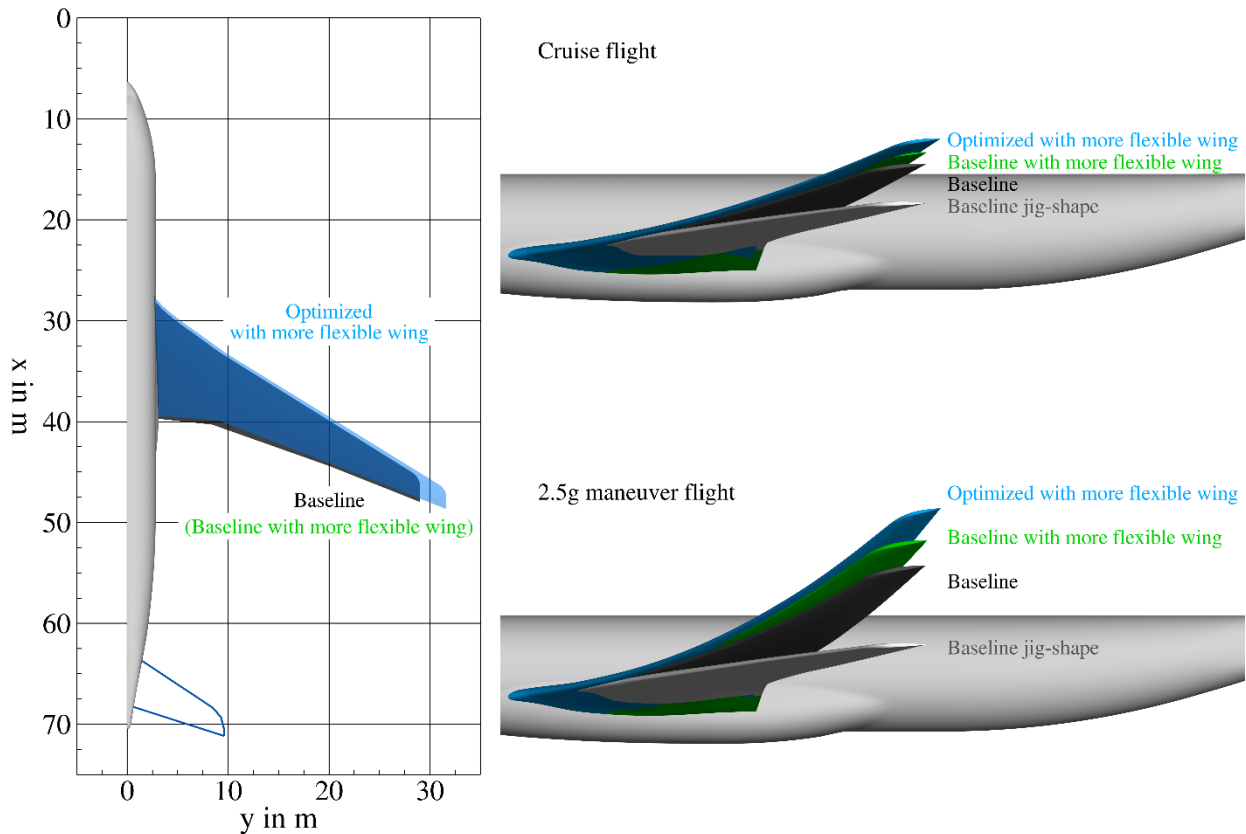 0
10
20
30
40
50
60
70
x in m
0
10
20
30
y in m
Optimized
with more flexible wing
Baseline
(Baseline with more flexible wing)
Cruise flight
Optimized with more flexible wing
Baseline with more flexible wing
Baseline
Baseline jig-shape
2.5g maneuver flight
Optimized with more flexible wing
Baseline with more flexible wing
Baseline
Baseline jig-shape